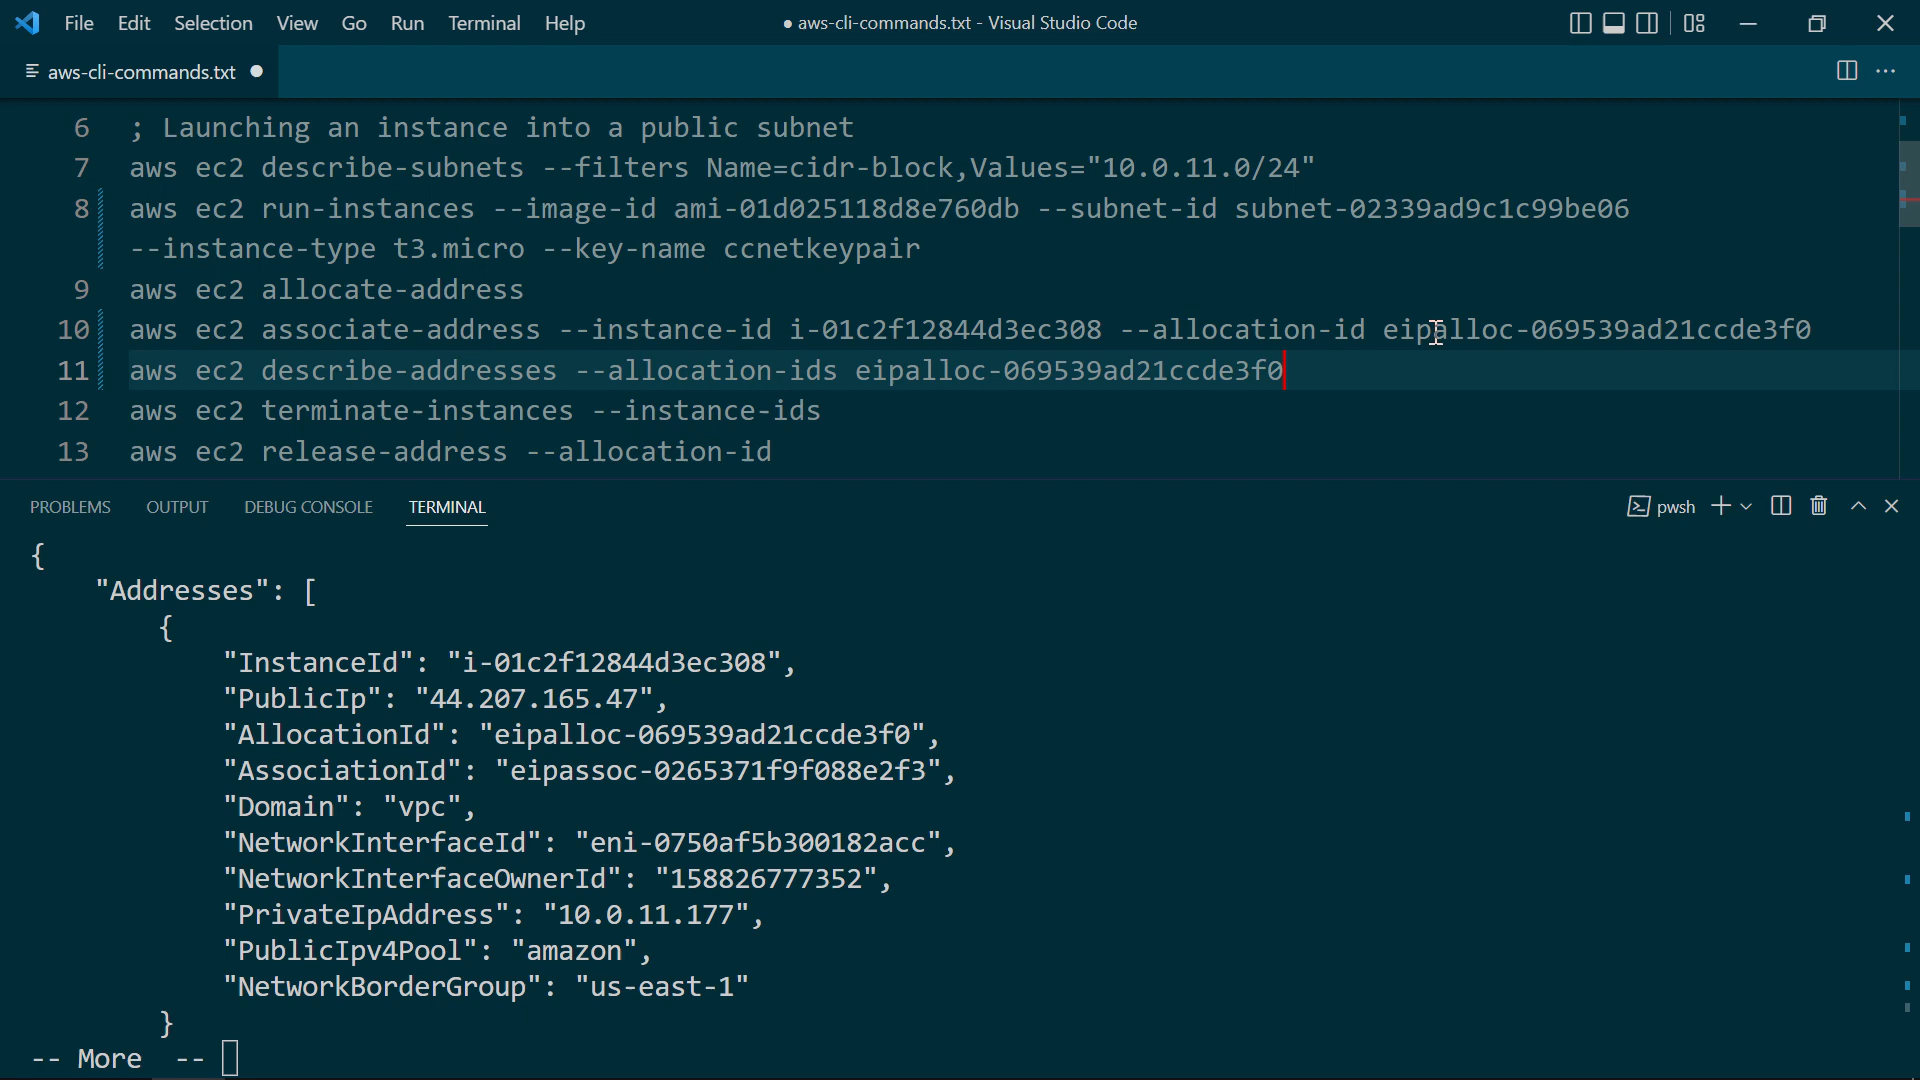 File Edit Selection View Go Run Terminal Help
● aws-cli-commands.txt - Visual Studio Code
aws-cli-commands.txt
6 ; Launching an instance into a public subnet
7 aws ec2 describe-subnets --filters Name=cidr-block,Values="10.0.11.0/24"
8 aws ec2 run-instances --image-id ami-01d025118d8e760db --subnet-id subnet-02339ad9c1c99be06
--instance-type t3.micro --key-name ccnetkeypair
9 aws ec2 allocate-address
10 aws ec2 associate-address --instance-id i-01c2f12844d3ec308 --allocation-id eipalloc-069539ad21ccde3f0
11 aws ec2 describe-addresses --allocation-ids eipalloc-069539ad21ccde3f0
12 aws ec2 terminate-instances --instance-ids
13 aws ec2 release-address --allocation-id
PROBLEMS OUTPUT DEBUG CONSOLE TERMINAL
pwsh
{
"Addresses": [
{
"InstanceId": "i-01c2f12844d3ec308",
"PublicIp": "44.207.165.47",
"AllocationId": "eipalloc-069539ad21ccde3f0",
"AssociationId": "eipassoc-0265371f9f088e2f3",
"Domain": "vpc",
"NetworkInterfaceId": "eni-0750af5b300182acc",
"NetworkInterfaceOwnerId": "158826777352",
"PrivateIpAddress": "10.0.11.177",
"PublicIpv4Pool": "amazon",
"NetworkBorderGroup": "us-east-1"
}
-- More --